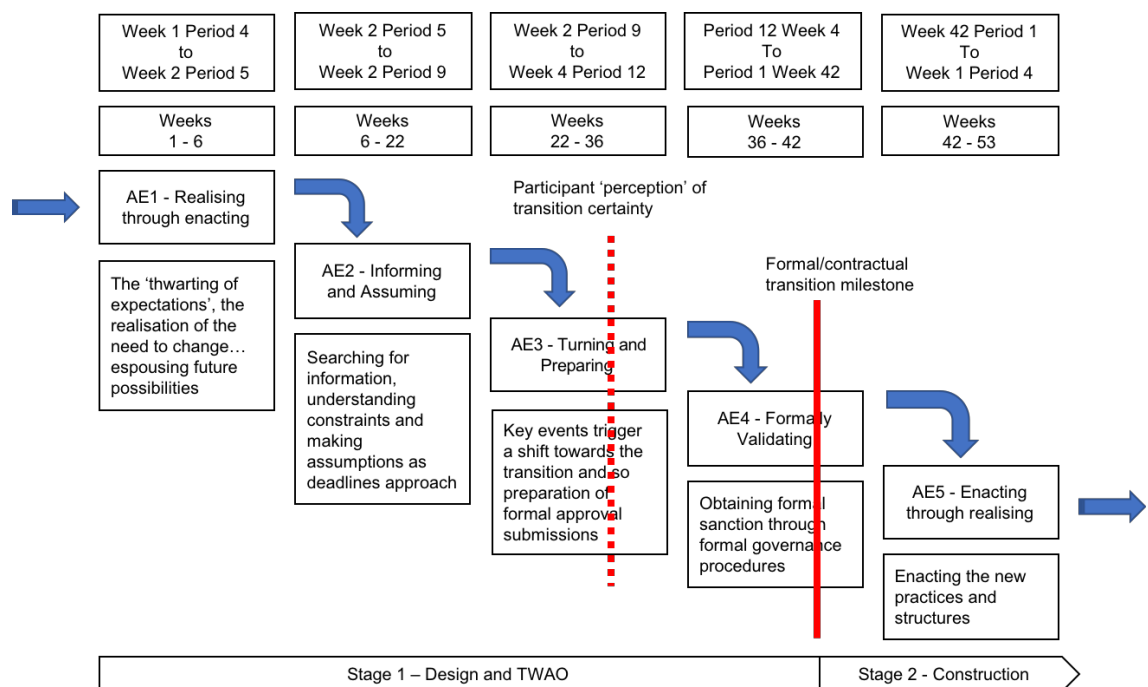 Week 1 Period 4
to
Week 2 Period 5
Week 2 Period 5
to
Week 2 Period 9
Week 2 Period 9
to
Week 4 Period 12
Period 12 Week 4
To
Period 1 Week 42
Week 42 Period 1
To
Week 1 Period 4
Weeks
1 - 6
Weeks
6 - 22
Weeks
22 - 36
Weeks
36 - 42
Weeks
42 - 53
AE1 - Realising
through enacting
The ‘thwarting of
expectations’, the
realisation of the
need to change…
espousing future
possibilities
AE2 - Informing
and Assuming
Searching for
information,
understanding
constraints and
making
assumptions as
deadlines approach
Participant ‘perception’ of
transition certainty
AE3 - Turning and
Preparing
Key events trigger
a shift towards the
transition and so
preparation of
formal approval
submissions
Formal/contractual
transition milestone
AE4 - Formally
Validating
Obtaining formal
sanction through
formal governance
procedures
AE5 - Enacting
through realising
Enacting the new
practices and
structures
Stage 1 – Design and TWAO
Stage 2 - Construction